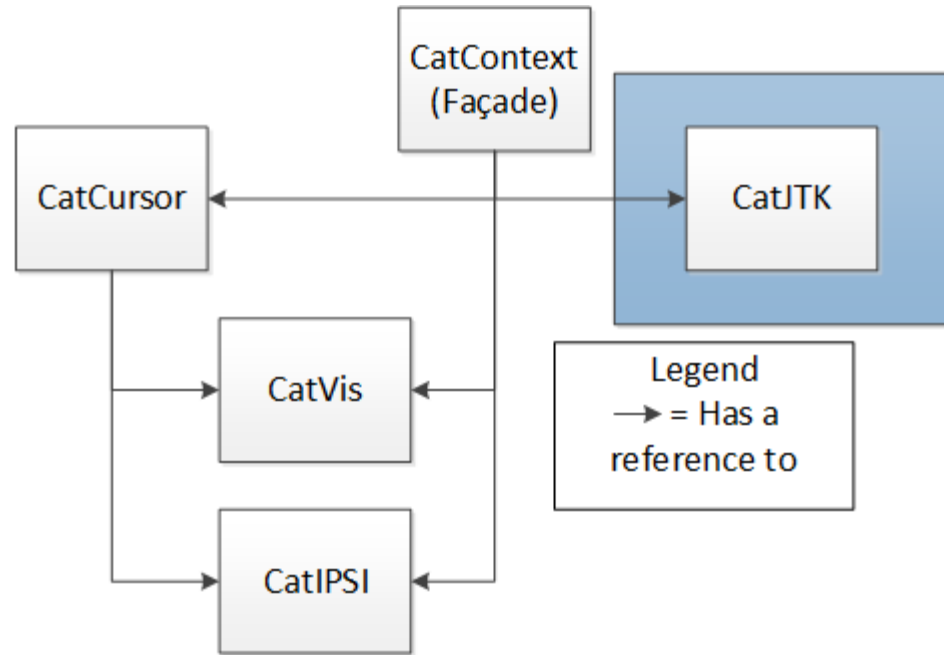 CatContext
(Façade)
CatCursor
CatJTK
CatVis
Legend
= Has a
reference to
CatIPSI